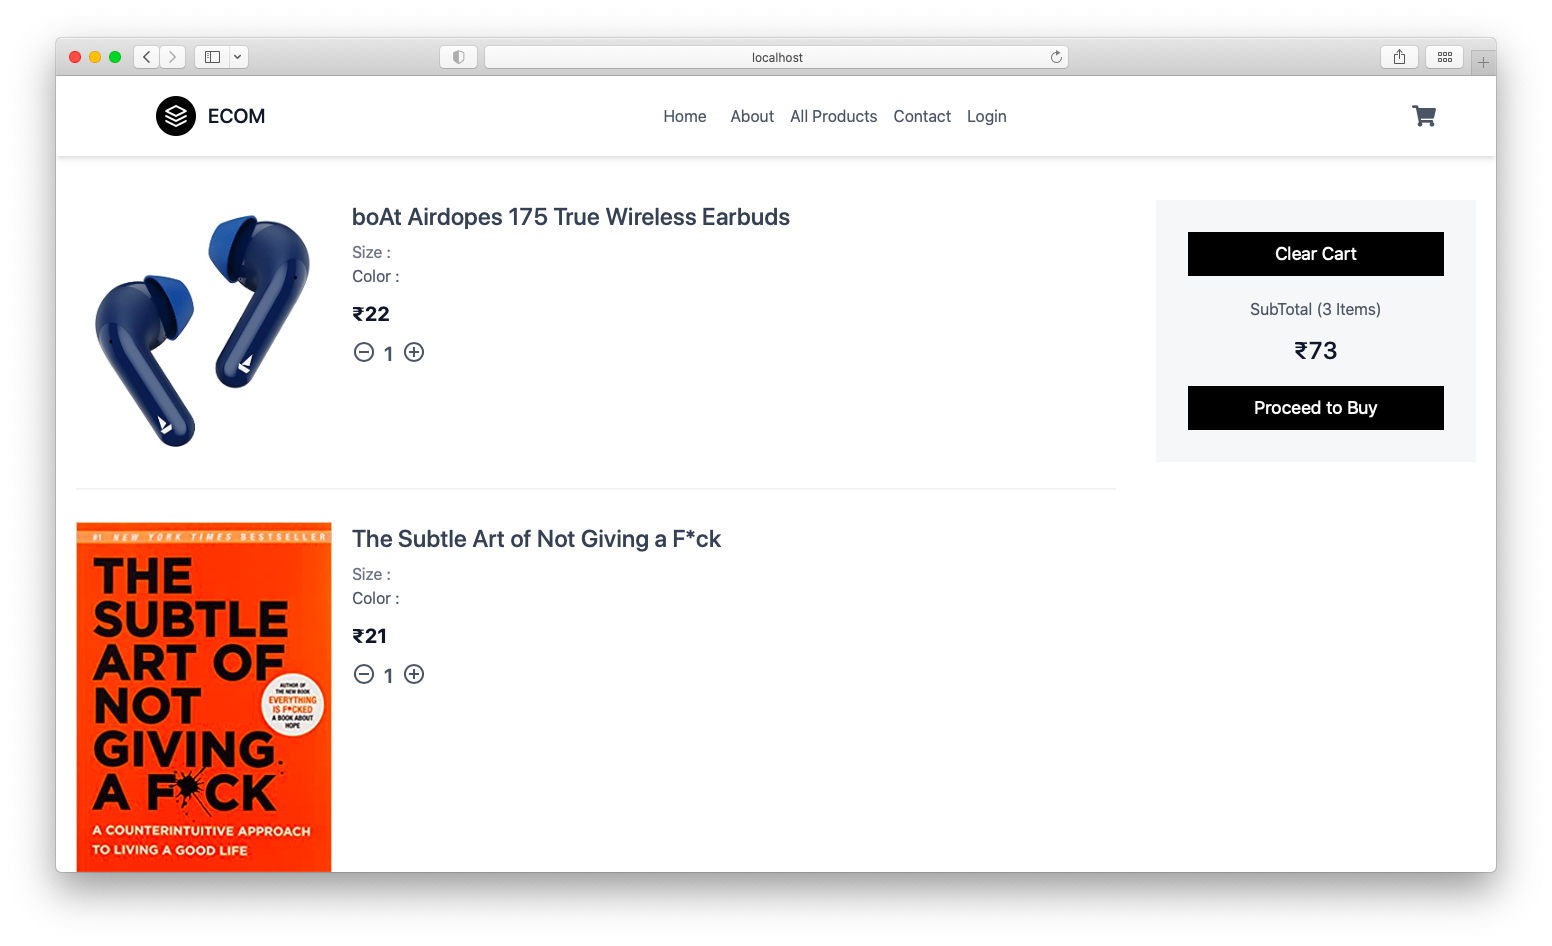 localhost
ECOM
Home About All Products Contact Login
boAt Airdopes 175 True Wireless Earbuds
Size :
Color :
₹22
1
Clear Cart
SubTotal (3 Items)
₹73
Proceed to Buy
The Subtle Art of Not Giving a F*ck
Size :
Color :
₹21
1
#1 NEW YORK TIMES BESTSELLER
THE
SUBTLE
ART OF
NOT
GIVING
A F*CK
AUTHOR OF
THE NEW BOOK
EVERYTHING
IS F*CKED
A BOOK ABOUT
HOPE
A COUNTERINTUITIVE APPROACH
TO LIVING A GOOD LIFE